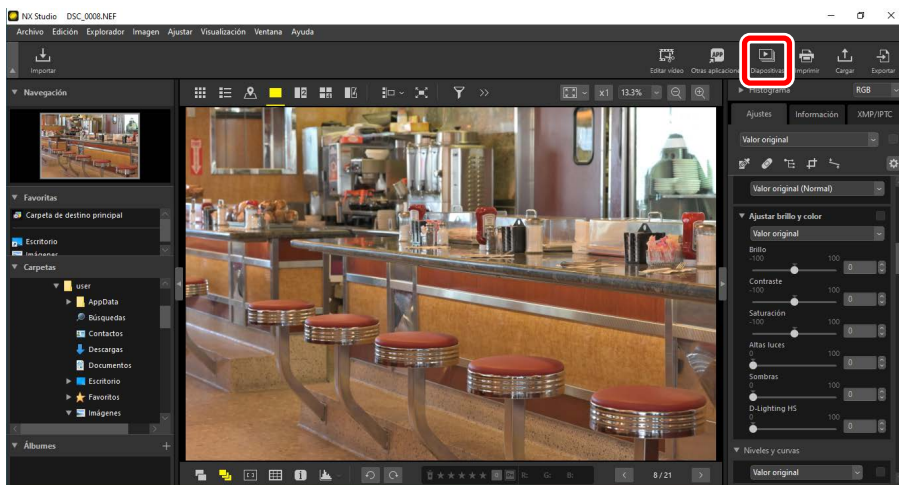 NX Studio DSC_0008.NEF
Archivo Edición Explorador Imagen Ajustar Visualización Ventana Ayuda
Importar
Editar vídeo Otras aplicacione Diapositivas Imprimir Cargar Exportar
Navegación
x1 13.3%
Histograma RGB
Ajustes Información XMP/IPTC
Valor original
Valor original (Normal)
Favoritas
Carpeta de destino principal
Escritorio
Imágenes
Carpetas
user
AppData
Búsquedas
Contactos
Descargas
Documentos
Escritorio
Favoritos
Imágenes
Álbumes
Ajustar brillo y color
Valor original
Brillo
-100 100 0
Contraste
-100 100 0
Saturación
-100 100 0
Altas luces
0 100 0
Sombras
0 100 0
D-Lighting HS
0 100 0
Niveles y curvas
Valor original
R: G: B:
8/21